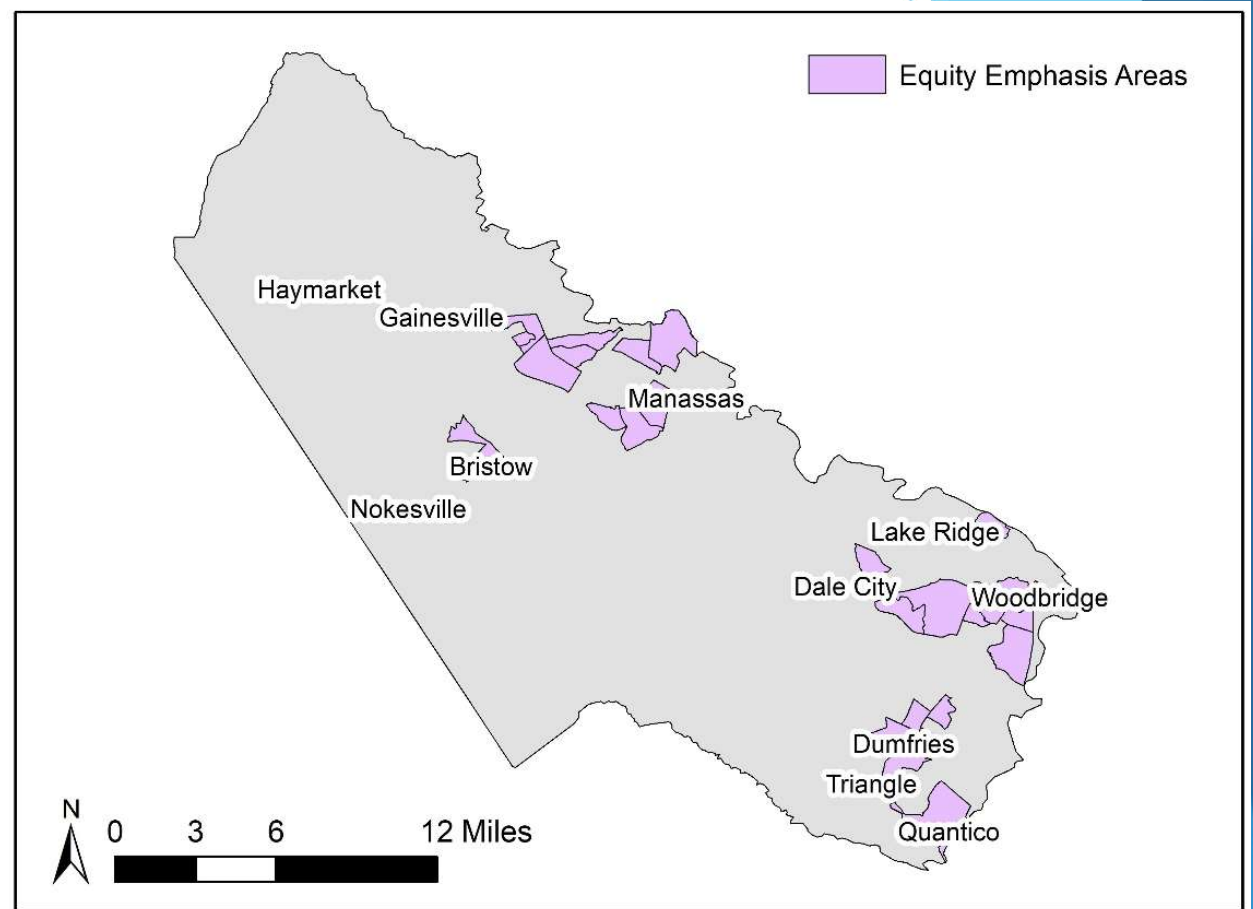 Equity Emphasis Areas
Haymarket
Gainesville
Manassas
Bristow
Nokesville
Lake Ridge
Dale City
Woodbridge
Dumfries
Triangle
Quantico
N
0 3 6 12 Miles